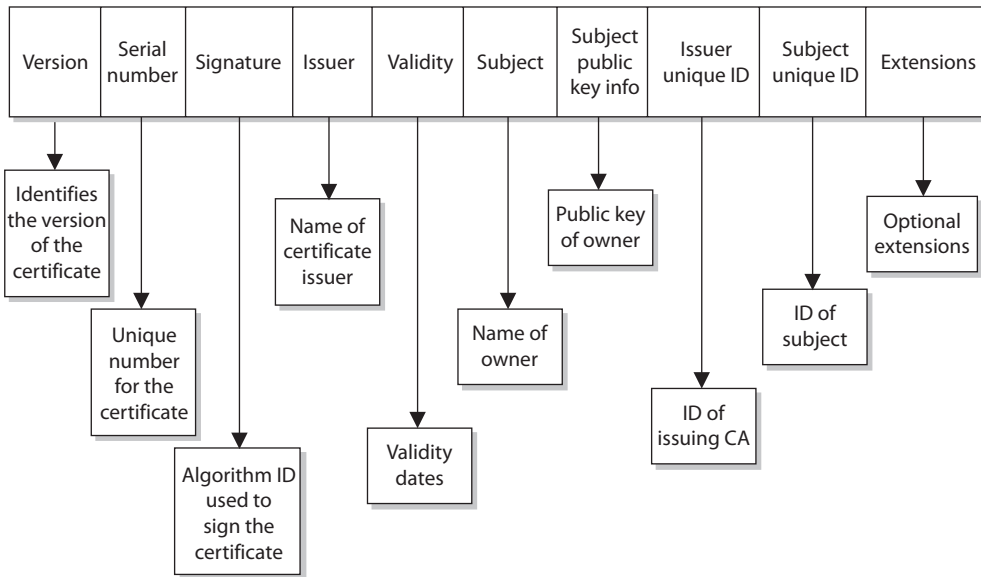 Version
Serial
number
Signature
Issuer
Validity
Subject
Subject
public
key info
Issuer
unique ID
Subject
unique ID
Extensions
Identifies
the version
of the
certificate
Unique
number
for the
certificate
Algorithm ID
used to
sign the
certificate
Name of
certificate
issuer
Validity
dates
Name of
owner
Public key
of owner
ID of
issuing CA
ID of
subject
Optional
extensions